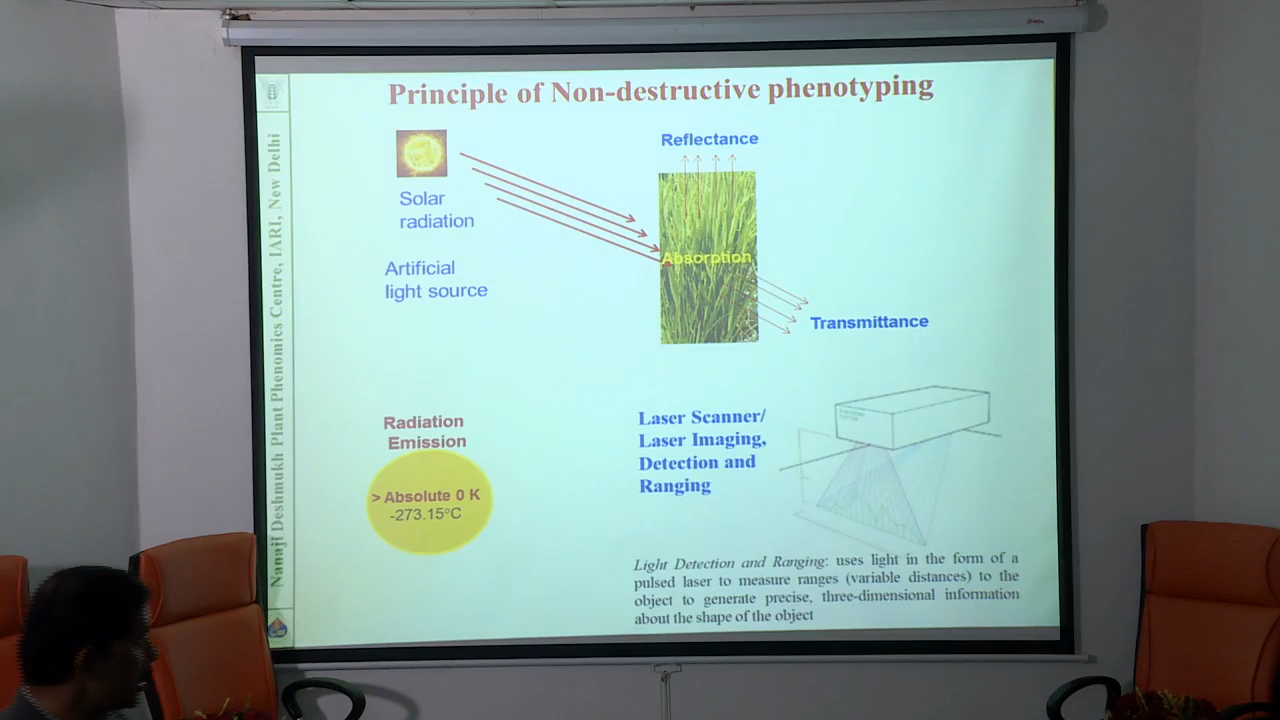 Principle of Non-destructive phenotyping
Nanaji Deshmukh Plant Phenomics Centre, IARI, New Delhi
Solar
radiation
Artificial
light source
Reflectance
Absorption
Transmittance
Radiation
Emission
> Absolute 0 K
-273.15°C
Laser Scanner/
Laser Imaging,
Detection and
Ranging
Light Detection and Ranging: uses light in the form of a
pulsed laser to measure ranges (variable distances) to the
object to generate precise, three-dimensional information
about the shape of the object